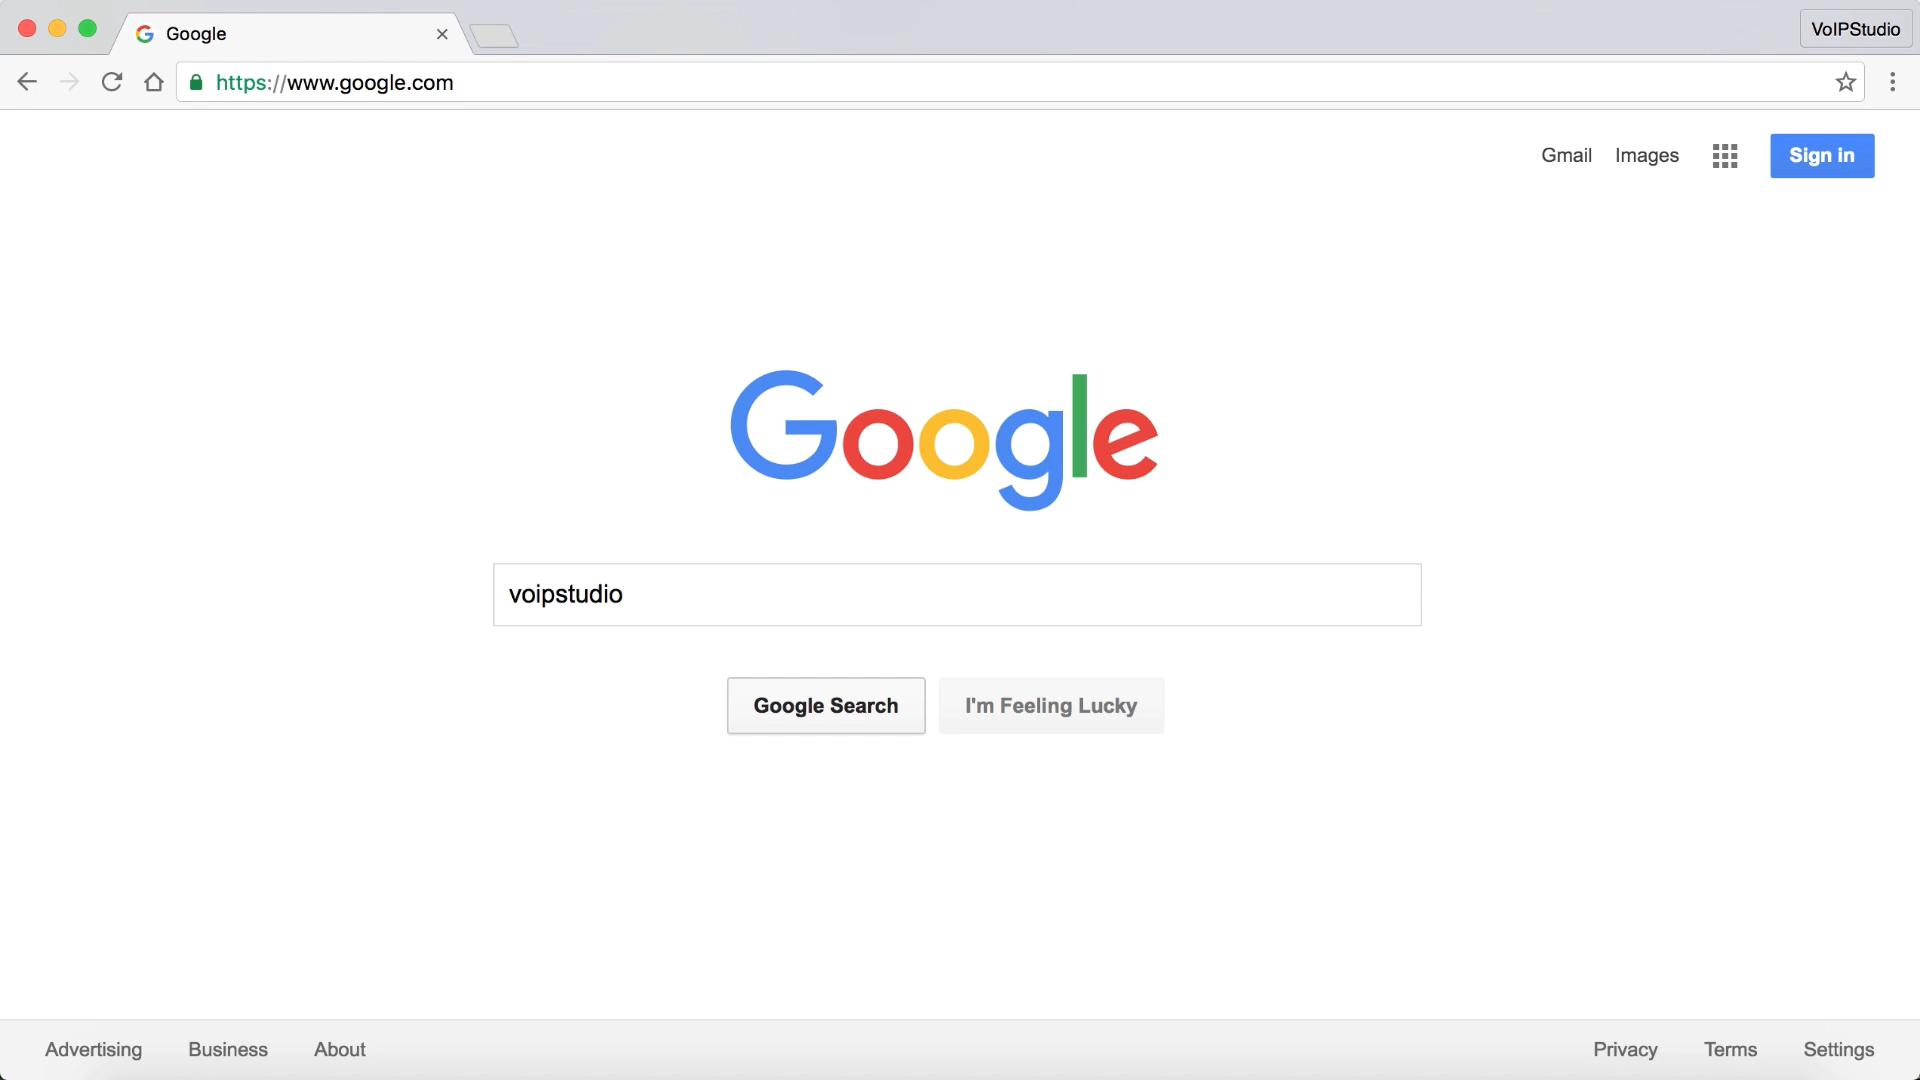 Google
VoIPStudio
https://www.google.com
Gmail Images Sign in
Google
voipstudio
Google Search I'm Feeling Lucky
Advertising Business About Privacy Terms Settings